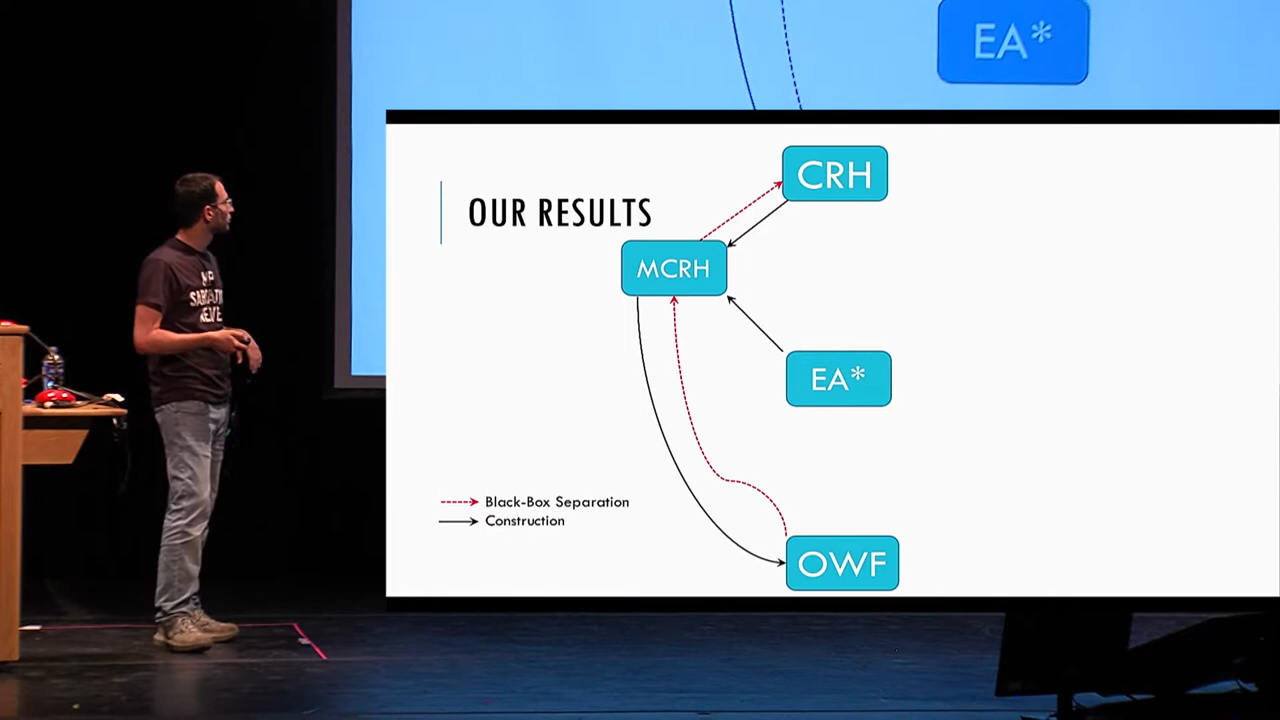 EA*
CRH
OUR RESULTS
MCRH
EA*
Black-Box Separation
Construction
OWF